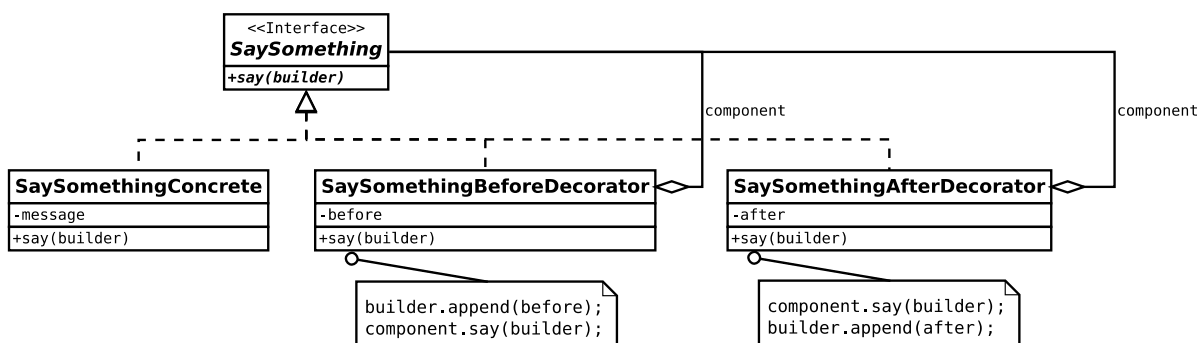 <<Interface>>
SaySomething
+say(builder)
component
component
SaySomethingConcrete
-message
+say(builder)
SaySomethingBeforeDecorator
-before
+say(builder)
SaySomethingAfterDecorator
-after
+say(builder)
builder.append(before);
component.say(builder);
component.say(builder);
builder.append(after);